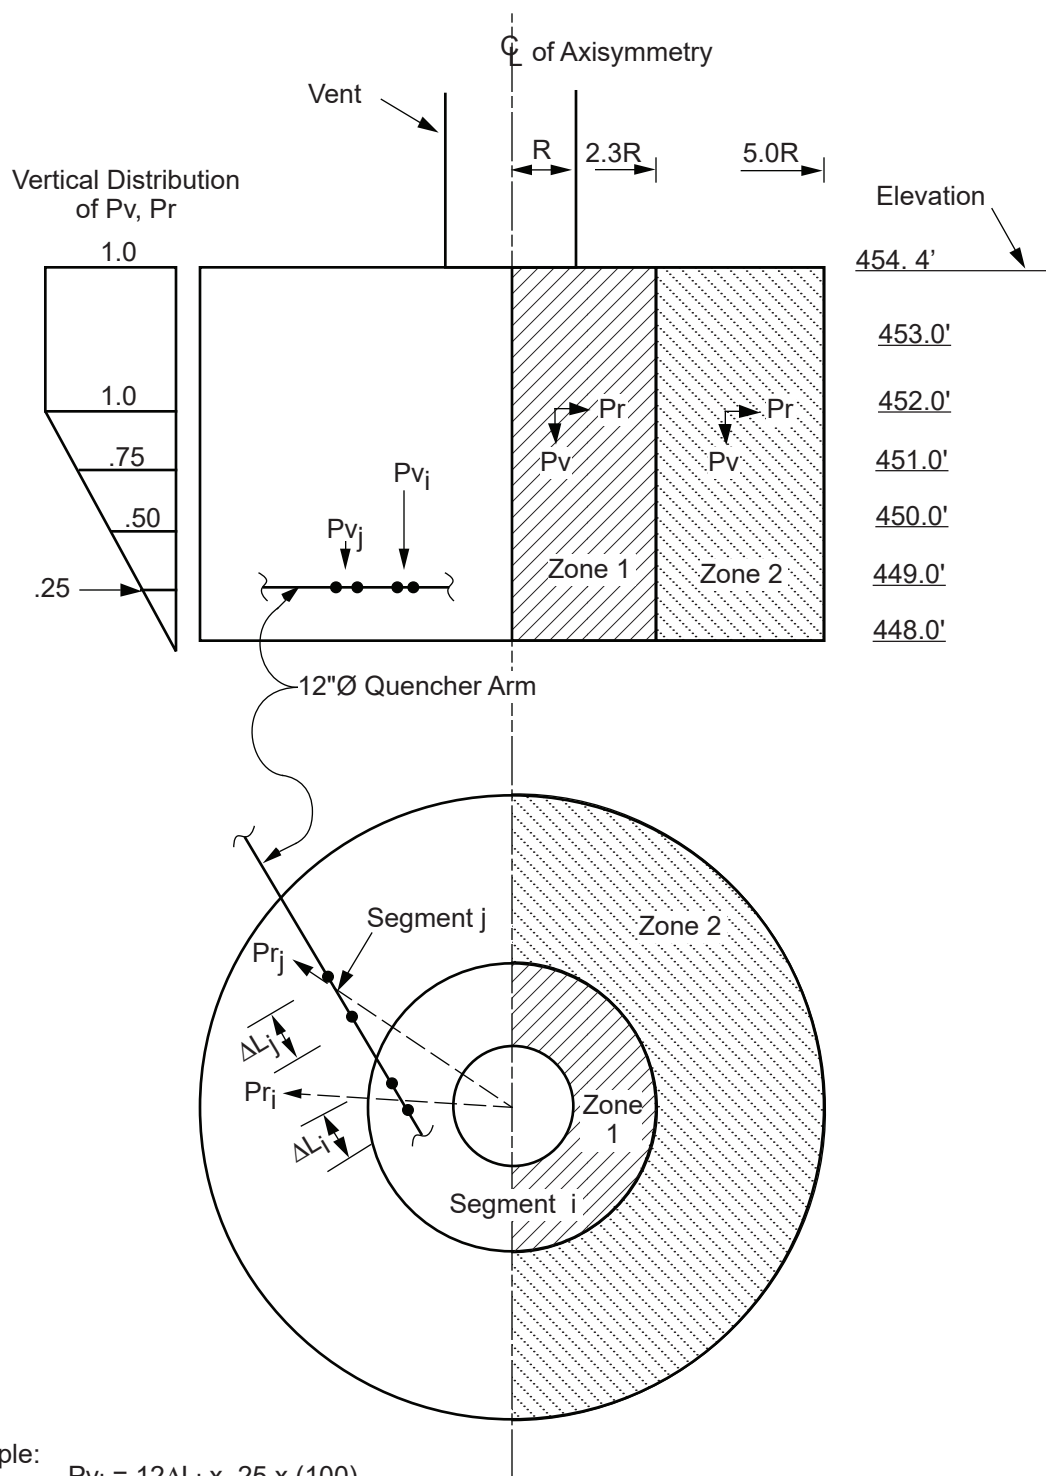 ℄ of Axisymmetry
Vent
R
2.3R
5.0R
Vertical Distribution
of Pv, Pr
Elevation
1.0
454. 4’
453.0'
1.0
452.0'
Pr
Pr
.75
Pv
Pv
451.0'
Pvi
.50
450.0'
Pvj
Zone 1
Zone 2
449.0'
.25
448.0'
12"Ø Quencher Arm
Segment j
Zone 2
Prj
ΔLj
Pri
Zone
1
ΔLi
Segment i
ple:
= 12ΔL x .25 x (100)